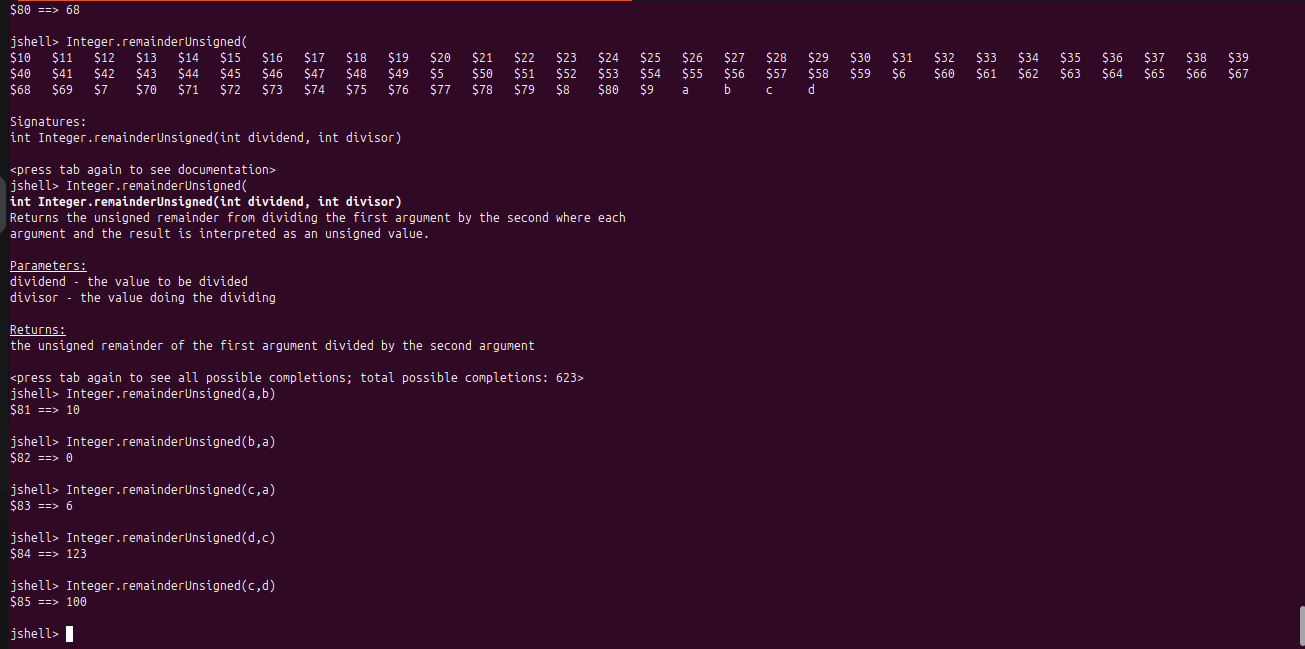 $80 ==> 68
jshell> Integer.remainderUnsigned(
$10 $11 $12 $13 $14 $15 $16 $17 $18 $19 $20 $21 $22 $23 $24 $25 $26 $27 $28 $29 $30 $31 $32 $33 $34 $35 $36 $37 $38 $39
$40 $41 $42 $43 $44 $45 $46 $47 $48 $49 $5 $50 $51 $52 $53 $54 $55 $56 $57 $58 $59 $6 $60 $61 $62 $63 $64 $65 $66 $67
$68 $69 $7 $70 $71 $72 $73 $74 $75 $76 $77 $78 $79 $8 $80 $9 a b c d
Signatures:
int Integer.remainderUnsigned(int dividend, int divisor)
<press tab again to see documentation>
jshell> Integer.remainderUnsigned(
int Integer.remainderUnsigned(int dividend, int divisor)
Returns the unsigned remainder from dividing the first argument by the second where each
argument and the result is interpreted as an unsigned value.
Parameters:
dividend - the value to be divided
divisor - the value doing the dividing
Returns:
the unsigned remainder of the first argument divided by the second argument
<press tab again to see all possible completions; total possible completions: 623>
jshell> Integer.remainderUnsigned(a,b)
$81 ==> 10
jshell> Integer.remainderUnsigned(b,a)
$82 ==> 0
jshell> Integer.remainderUnsigned(c,a)
$83 ==> 6
jshell> Integer.remainderUnsigned(d,c)
$84 ==> 123
jshell> Integer.remainderUnsigned(c,d)
$85 ==> 100
jshell>